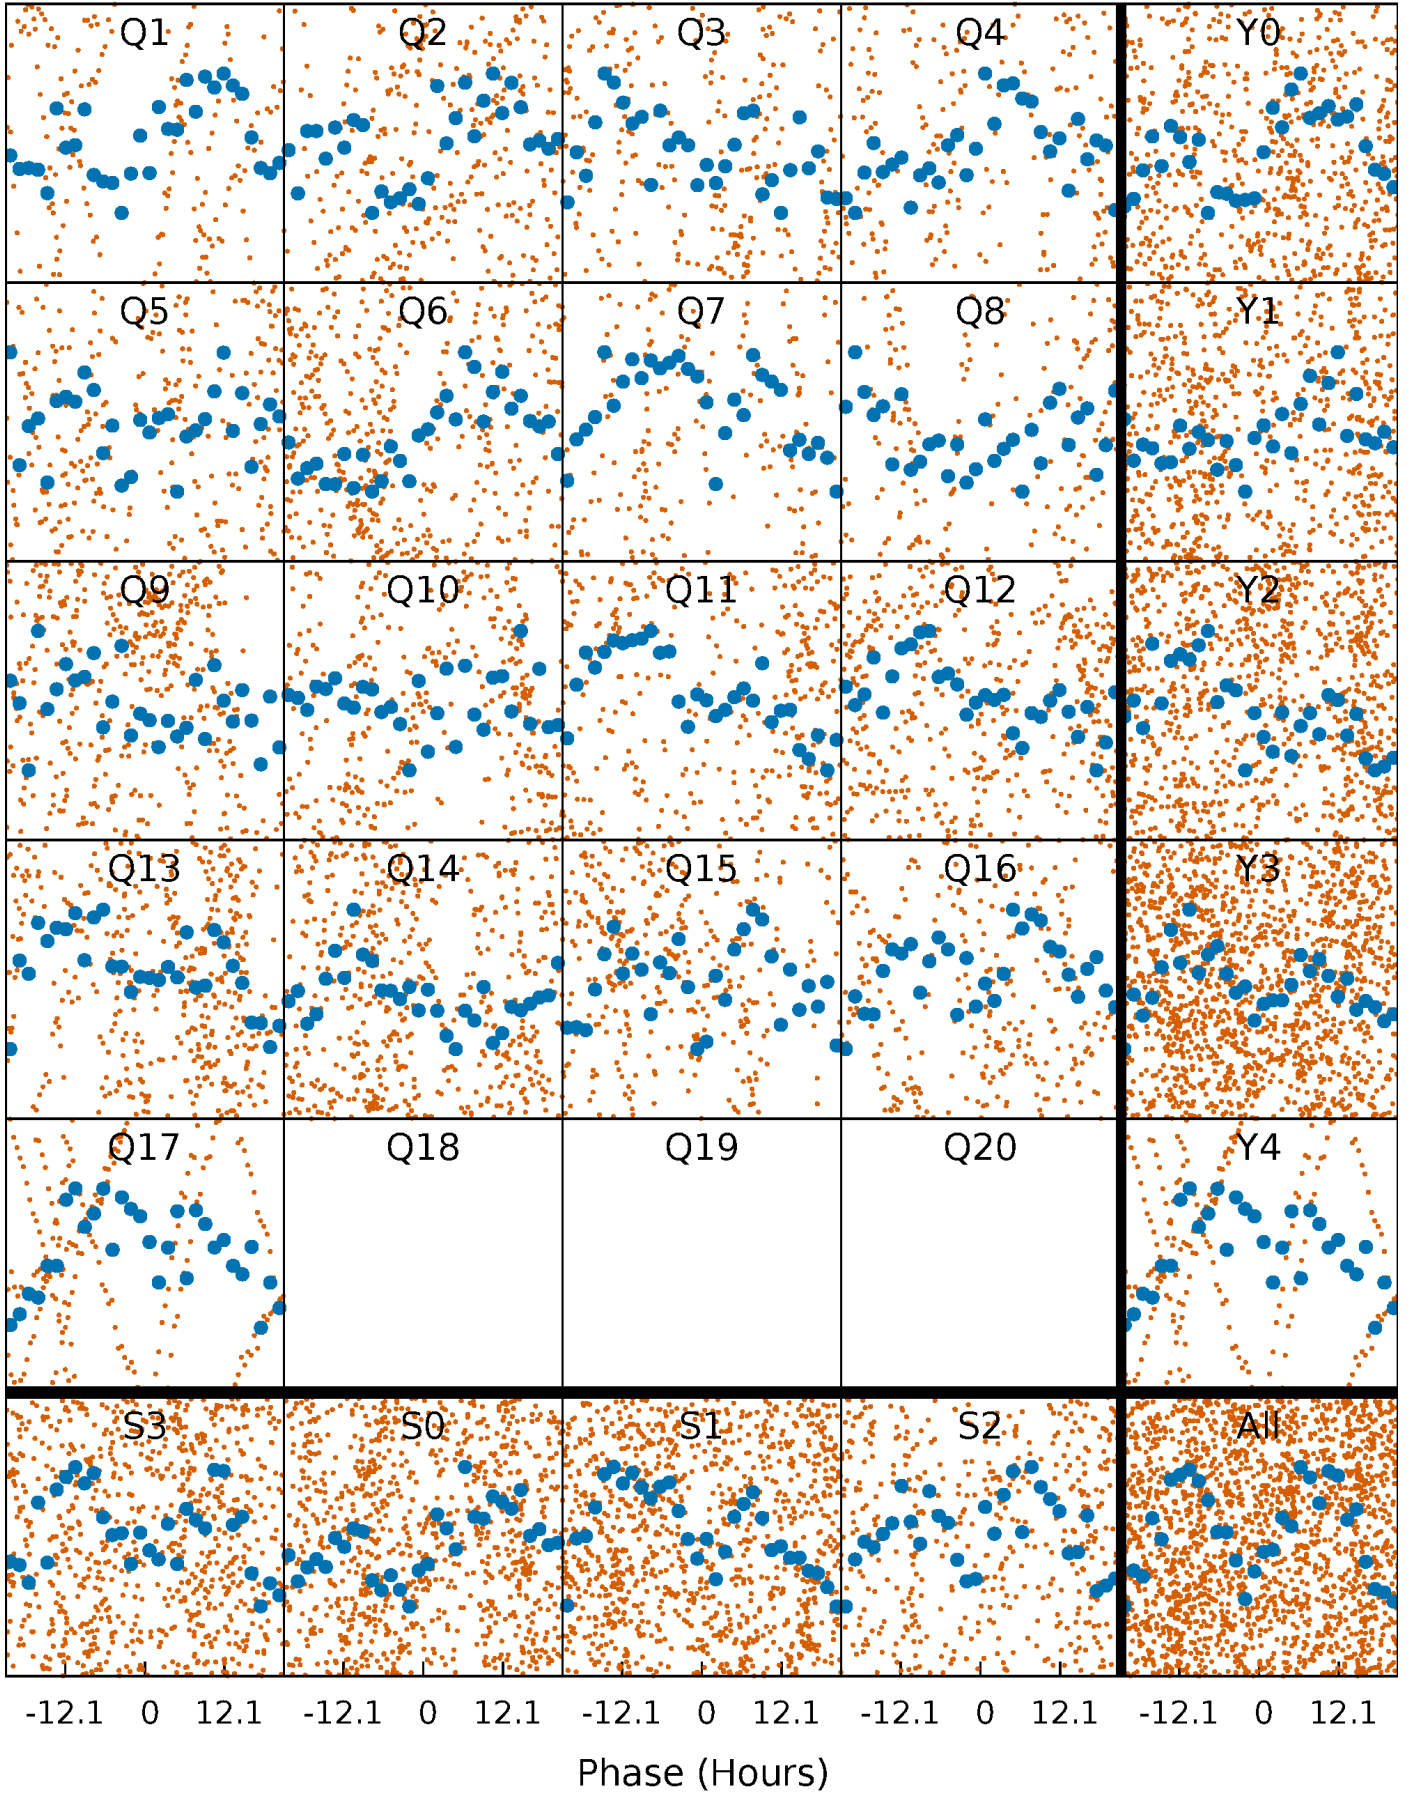 Q1 Q2 Q3 Q4 Y0
Q5 Q6 Q7 Q8 Y1
Q9 Q10 Q11 Q12 Y2
Q13 Q14 Q15 Q16 Y3
Q17 Q18 Q19 Q20 Y4
S3 S0 S1 S2 All
-12.1 0 12.1 -12.1 0 12.1 -12.1 0 12.1 -12.1 0 12.1 -12.1 0 12.1
Phase (Hours)